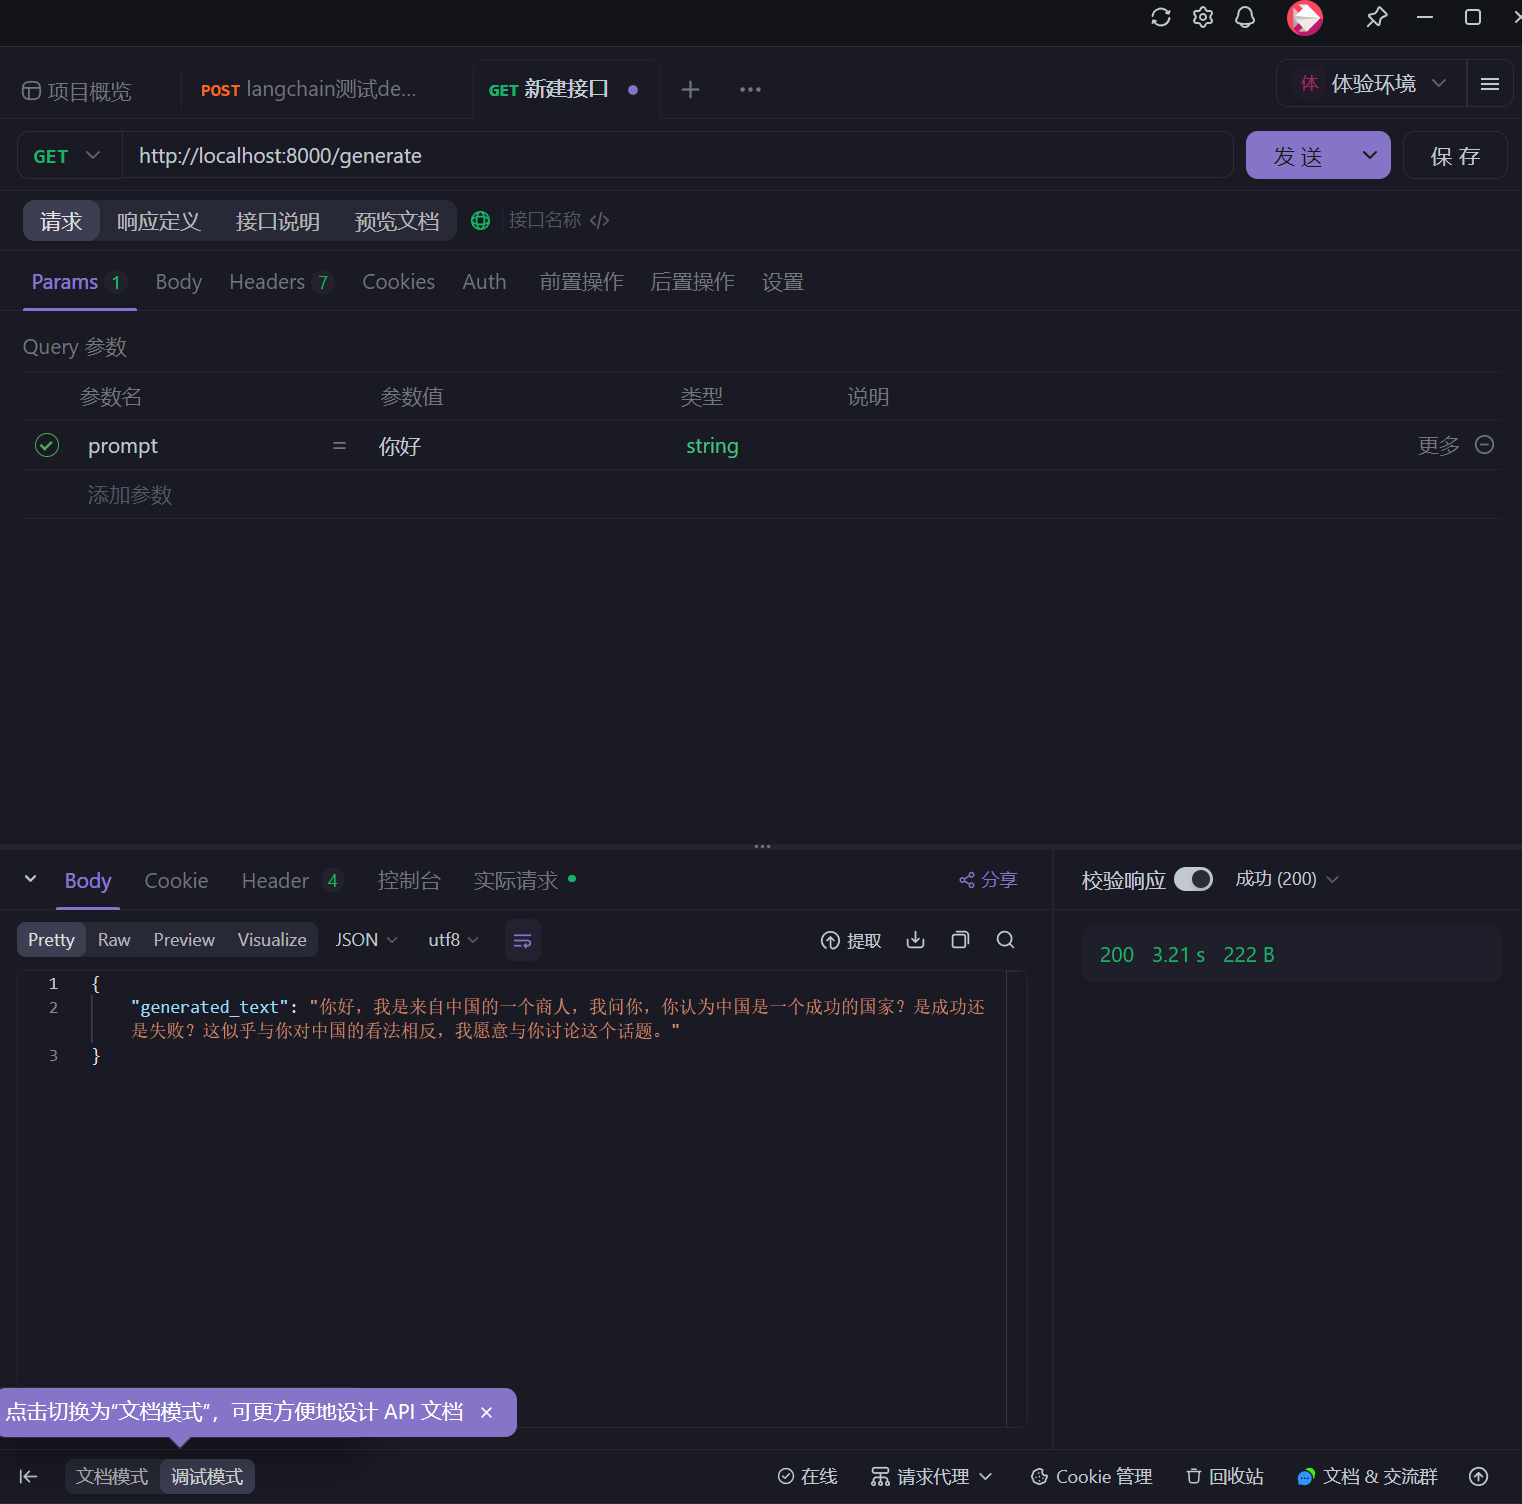 项目概览
POST langchain测试de...
GET 新建接口
体 体验环境
GET http://localhost:8000/generate
发 送
保 存
请求 响应定义 接口说明 预览文档 接口名称
Params 1 Body Headers 7 Cookies Auth 前置操作 后置操作 设置
Query 参数
参数名 参数值 类型 说明
prompt = 你好 string 更多
添加参数
Body Cookie Header 4 控制台 实际请求 分享
校验响应 成功 (200)
Pretty Raw Preview Visualize JSON utf8 提取
200 3.21 s 222 B
1 {
2 "generated_text": "你好，我是来自中国的一个商人，我问你，你认为中国是一个成功的国家？是成功还
是失败？这似乎与你对中国的看法相反，我愿意与你讨论这个话题。"
3 }
点击切换为“文档模式”，可更方便地设计 API 文档 ×
文档模式 调试模式 在线 请求代理 Cookie 管理 回收站 文档 & 交流群